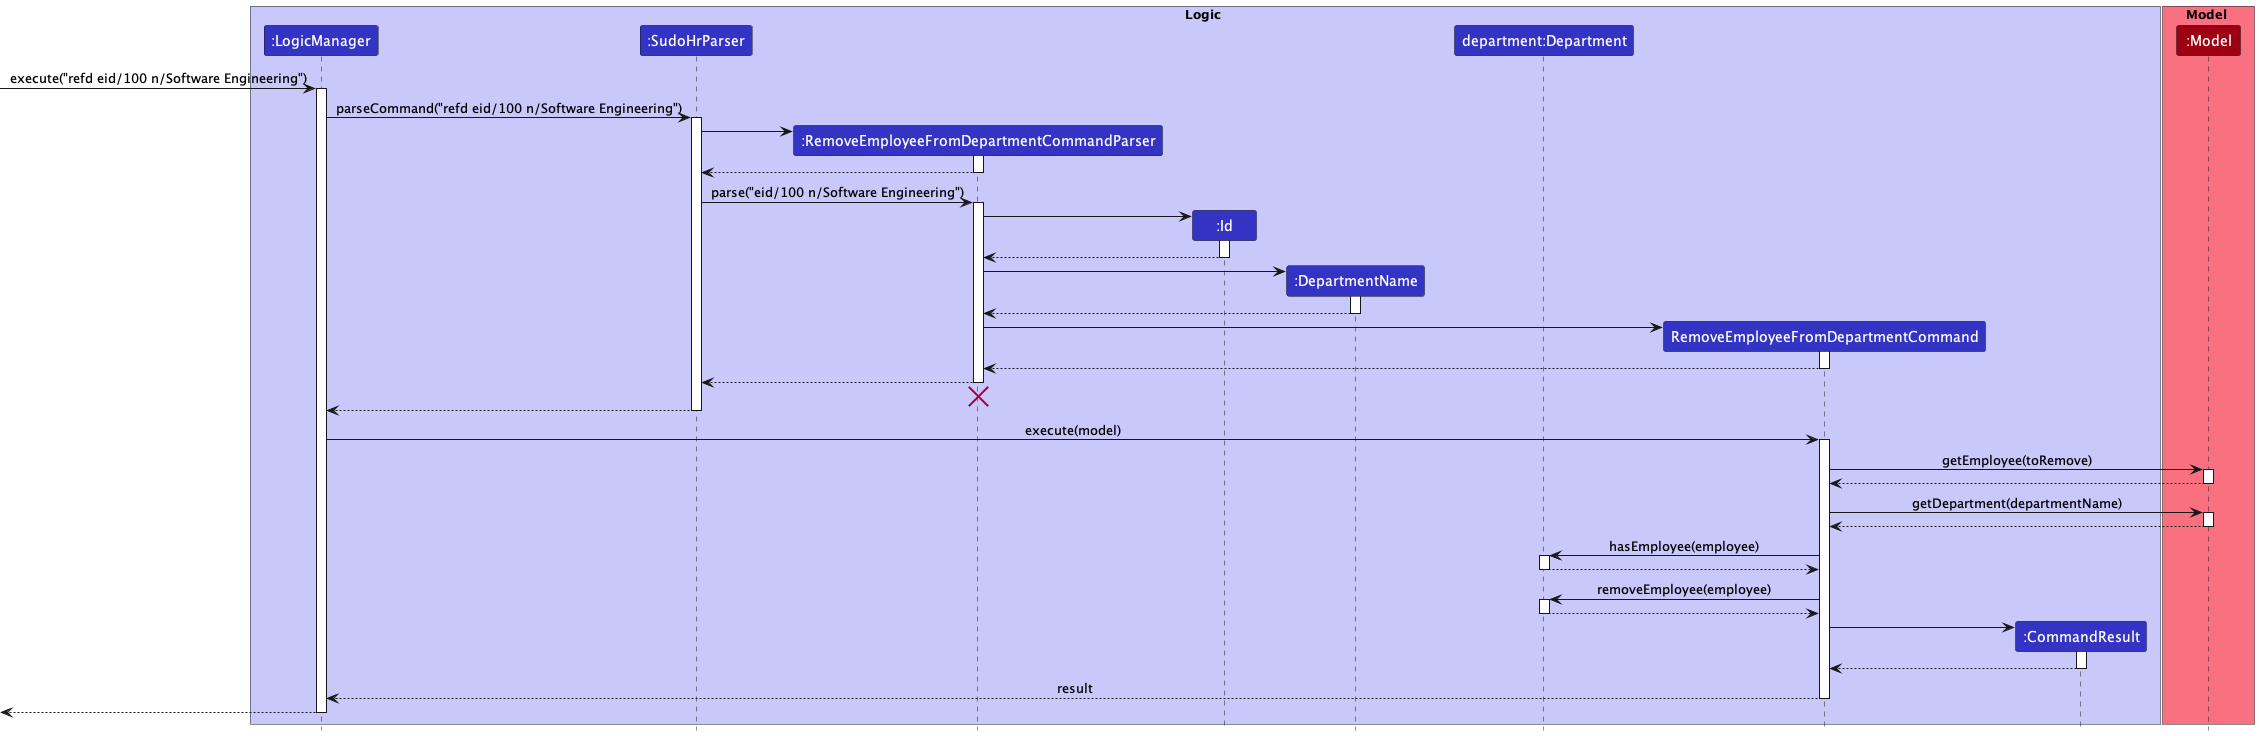 Logic
Model
:LogicManager
:SudoHrParser
department:Department
:Model
execute("refd eid/100 n/Software Engineering")
parseCommand("refd eid/100 n/Software Engineering")
:RemoveEmployeeFromDepartmentCommandParser
parse("eid/100 n/Software Engineering")
:Id
:DepartmentName
RemoveEmployeeFromDepartmentCommand
execute(model)
getEmployee(toRemove)
getDepartment(departmentName)
hasEmployee(employee)
removeEmployee(employee)
:CommandResult
result